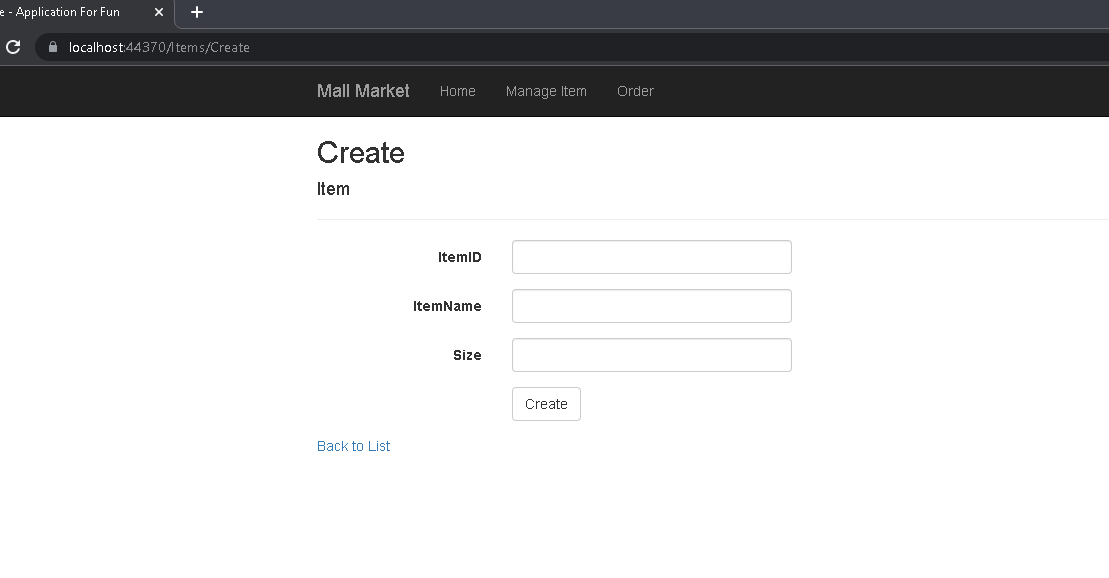 e - Application For Fun
localhost:44370/Items/Create
Mall Market Home Manage Item Order
Create
Item
ItemID
ItemName
Size
Create
Back to List